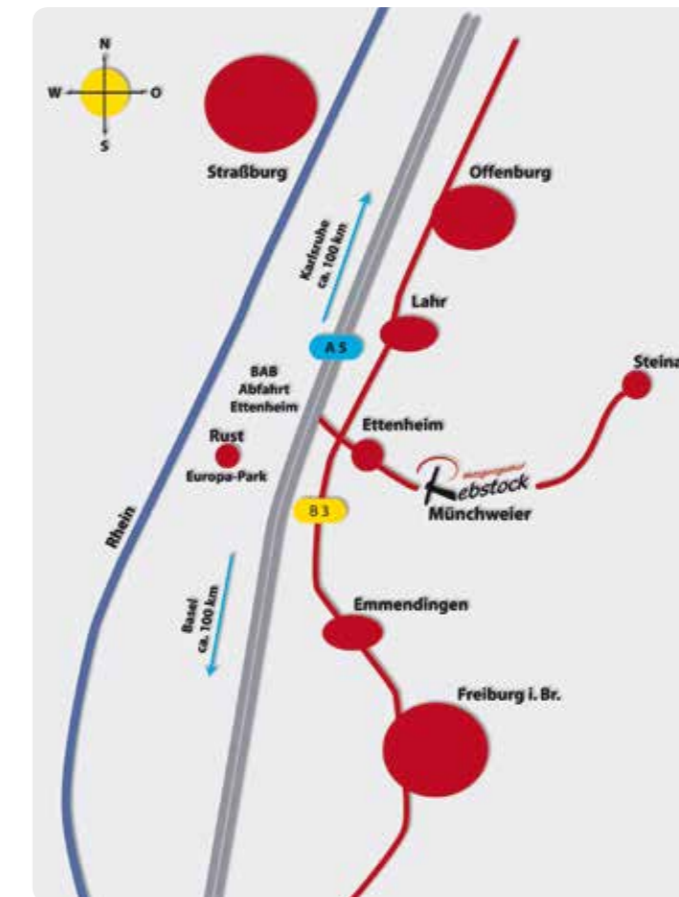 N
W
O
S
Straßburg
Offenburg
Karlsruhe
ca. 100 km
Lahr
A 5
BAB
Abfahrt
Ettenheim
Steina
Ettenheim
Rust
Europa-Park
Rebstock
Münchweier
B 3
Rhein
Basel
ca. 100 km
Emmendingen
Freiburg i. Br.